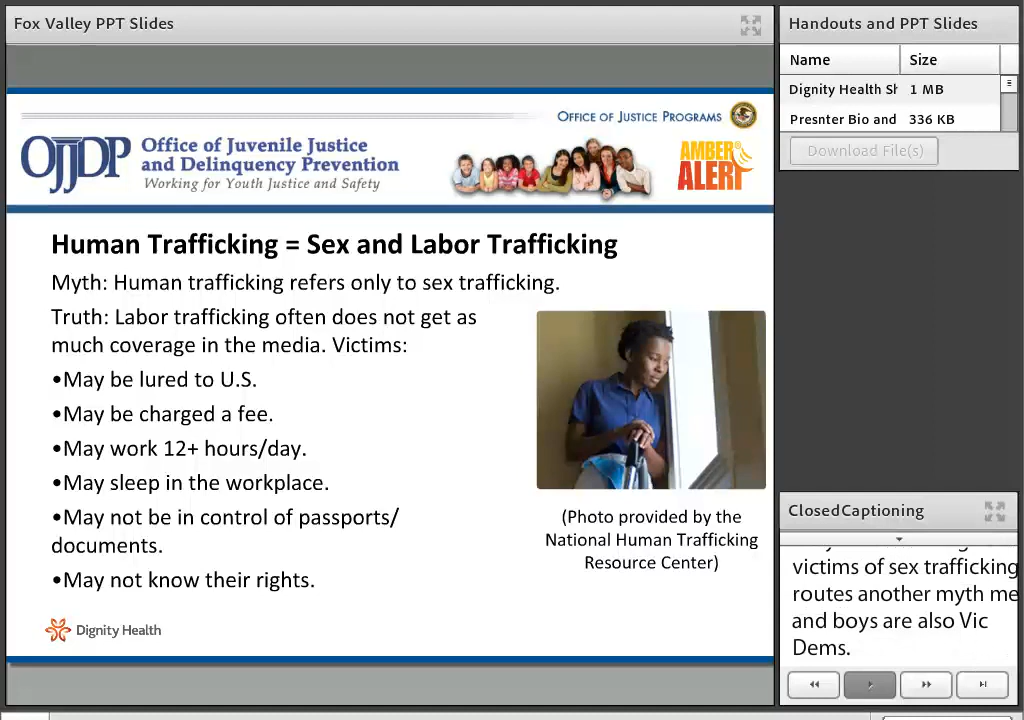 Fox Valley PPT Slides
OFFICE OF JUSTICE PROGRAMS
OJJDP
Office of Juvenile Justice
and Delinquency Prevention
Working for Youth Justice and Safety
AMBER
ALERT
Human Trafficking = Sex and Labor Trafficking
Myth: Human trafficking refers only to sex trafficking.
Truth: Labor trafficking often does not get as
much coverage in the media. Victims:
•May be lured to U.S.
•May be charged a fee.
•May work 12+ hours/day.
•May sleep in the workplace.
•May not be in control of passports/
documents.
•May not know their rights.
(Photo provided by the
National Human Trafficking
Resource Center)
Dignity Health
Handouts and PPT Slides
Name Size
Dignity Health Sh 1 MB
Presnter Bio and 336 KB
Download File(s)
ClosedCaptioning
victims of sex trafficking
routes another myth me
and boys are also Vic
Dems.